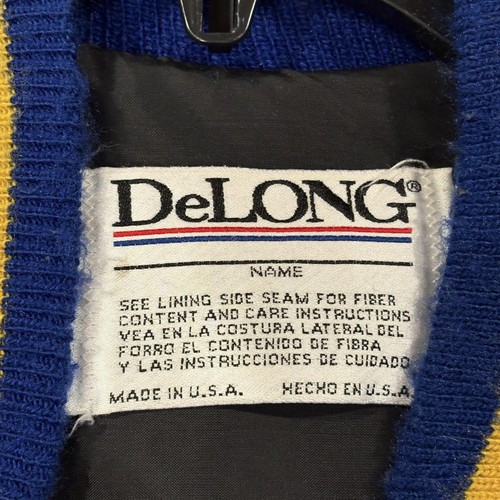 DeLONG®
NAME
SEE LINING SIDE SEAM FOR FIBER
CONTENT AND CARE INSTRUCTIONS
VEA EN LA COSTURA LATERAL DEL
FORRO EL CONTENIDO DE FIBRA
Y LAS INSTRUCCIONES DE CUIDADO
MADE IN U.S.A. HECHO EN U.S.A.